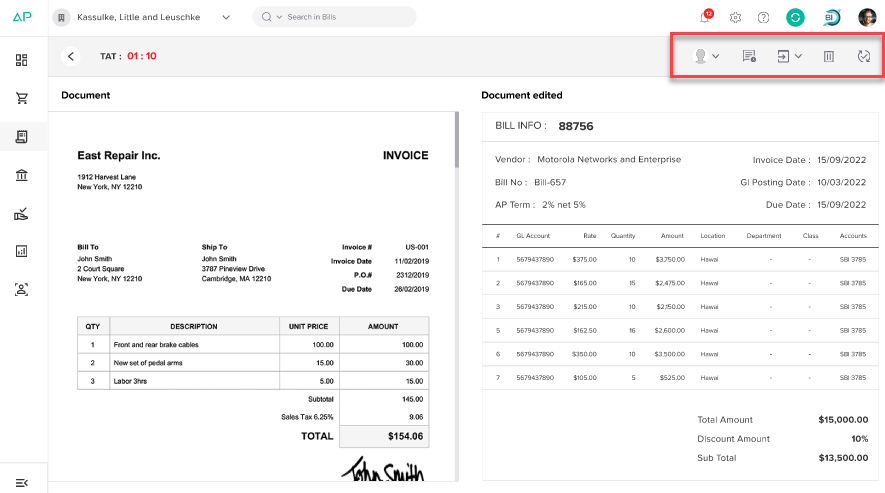 AP Kassulke, Little and Leuschke Search in Bills 12 BI
TAT : 01 : 10
Document
Document edited
East Repair Inc. INVOICE
1912 Harvest Lane
New York, NY 12210
Bill To Ship To Invoice # US-001
John Smith John Smith Invoice Date 11/02/2019
2 Court Square 3787 Pineview Drive P.O.# 2312/2019
New York, NY 12210 Cambridge, MA 12210 Due Date 26/02/2019
QTY DESCRIPTION UNIT PRICE AMOUNT
1 Front and rear brake cables 100.00 100.00
2 New set of pedal arms 15.00 30.00
3 Labor 3hrs 5.00 15.00
Subtotal 145.00
Sales Tax 6.25% 9.06
TOTAL $154.06
John Smith
BILL INFO : 88756
Vendor : Motorola Networks and Enterprise Invoice Date : 15/09/2022
Bill No : Bill-657 Gl Posting Date : 10/03/2022
AP Term : 2% net 5% Due Date : 15/09/2022
# GL Account Rate Quantity Amount Location Department Class Accounts
1 5679437890 $375.00 10 $3,750.00 Hawai - - SBI 3785
2 5679437890 $165.00 15 $2,475.00 Hawai - - SBI 3785
3 5679437890 $215.00 10 $2,150.00 Hawai - - SBI 3785
5 5679437890 $162.50 16 $2,600.00 Hawai - - SBI 3785
6 5679437890 $350.00 10 $3,500.00 Hawai - - SBI 3785
7 5679437890 $105.00 5 $525.00 Hawai - - SBI 3785
Total Amount $15,000.00
Discount Amount 10%
Sub Total $13,500.00